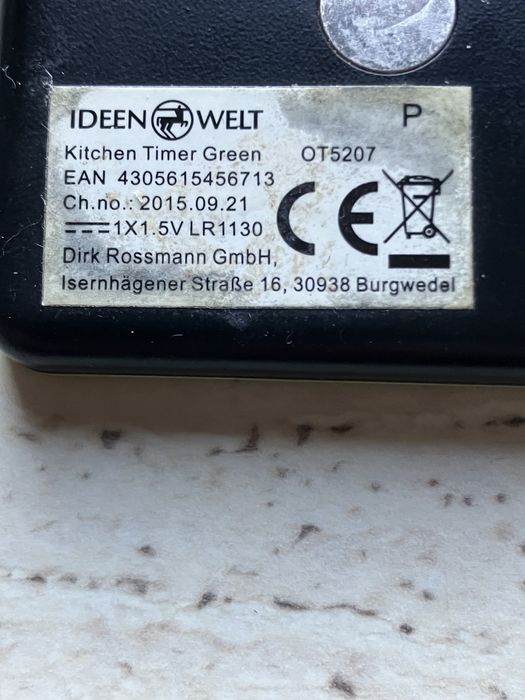 IDEEN WELT P
Kitchen Timer Green OT5207
EAN 4305615456713
Ch.no.: 2015.09.21
1X1.5V LR1130
Dirk Rossmann GmbH,
Isernhägener Straße 16, 30938 Burgwedel
CE